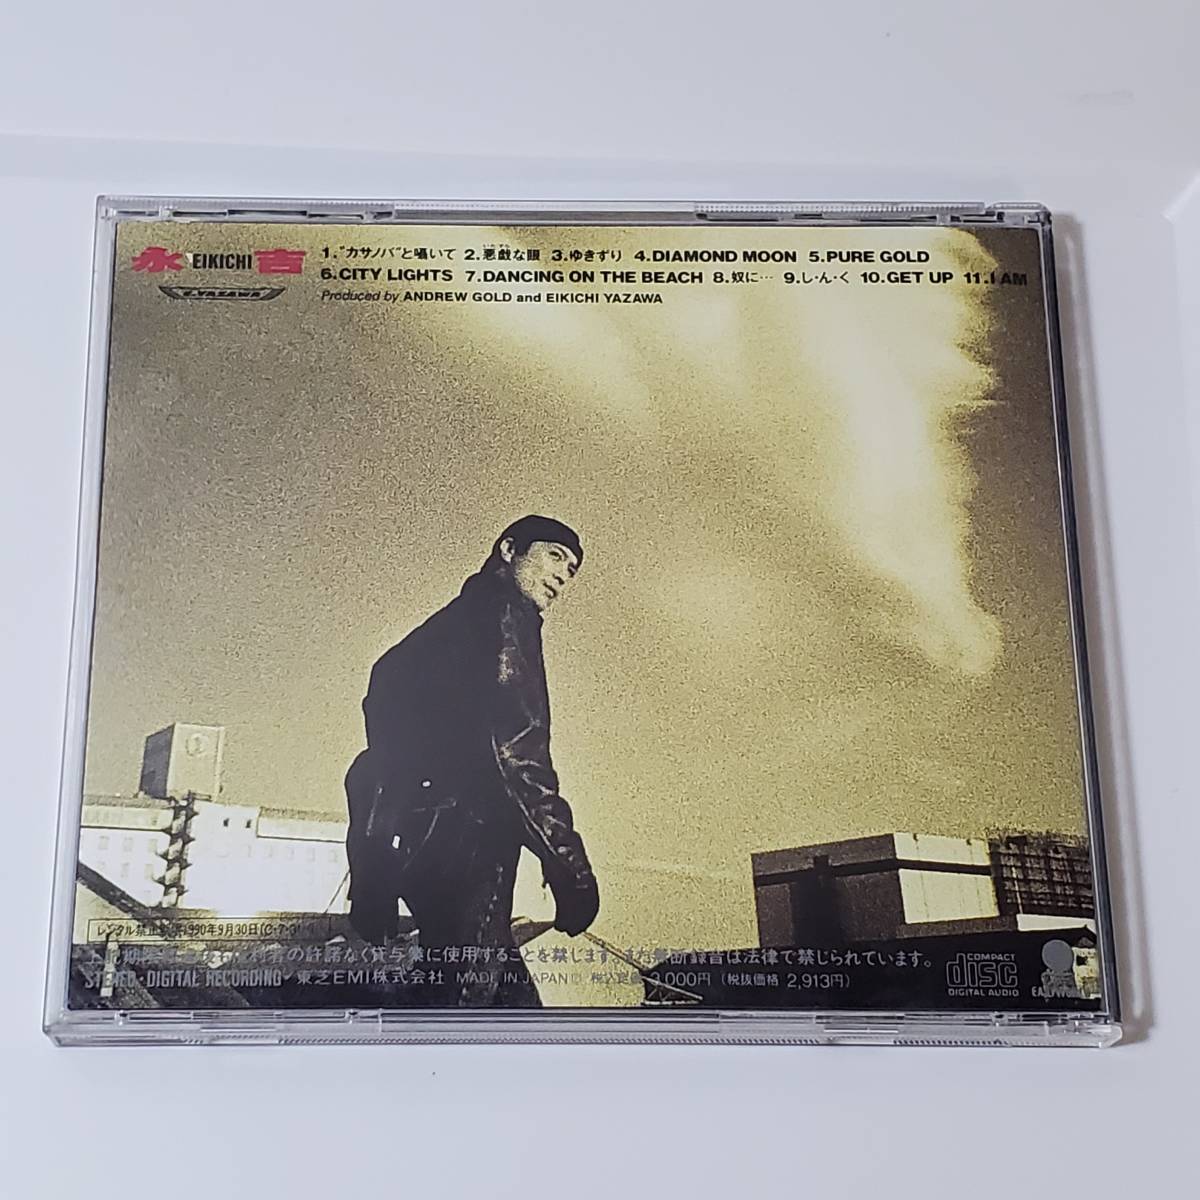 永 EIKICHI 吉
E.YAZAWA
1.“カサノバ”と囁いて 2.悪戯な眼 3.ゆきずり 4.DIAMOND MOON 5.PURE GOLD
6.CITY LIGHTS 7.DANCING ON THE BEACH 8.奴に… 9.し・ん・く 10.GET UP 11.I AM
Produced by ANDREW GOLD and EIKICHI YAZAWA
レンタル禁止 1990年9月30日
の許諾なく貸与業に使用することを禁じます。また無断録音は法律で禁じられています。
STEREO・DIGITAL RECORDING・東芝EMI株式会社 MADE IN JAPAN 税込定価 3,000円(税抜価格 2,913円)
COMPACT
disc
DIGITAL AUDIO